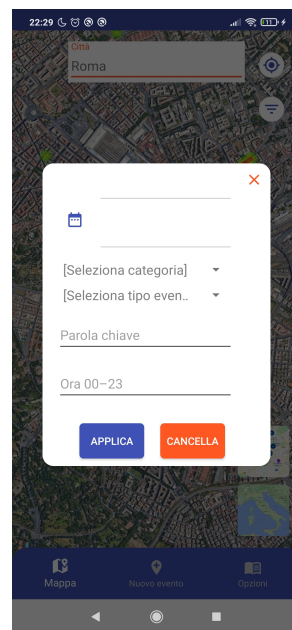 22:29
Città
Roma
[Seleziona categoria]
[Seleziona tipo even..
Parola chiave
Ora 00–23
APPLICA
CANCELLA
Mappa
Nuovo evento
Opzioni